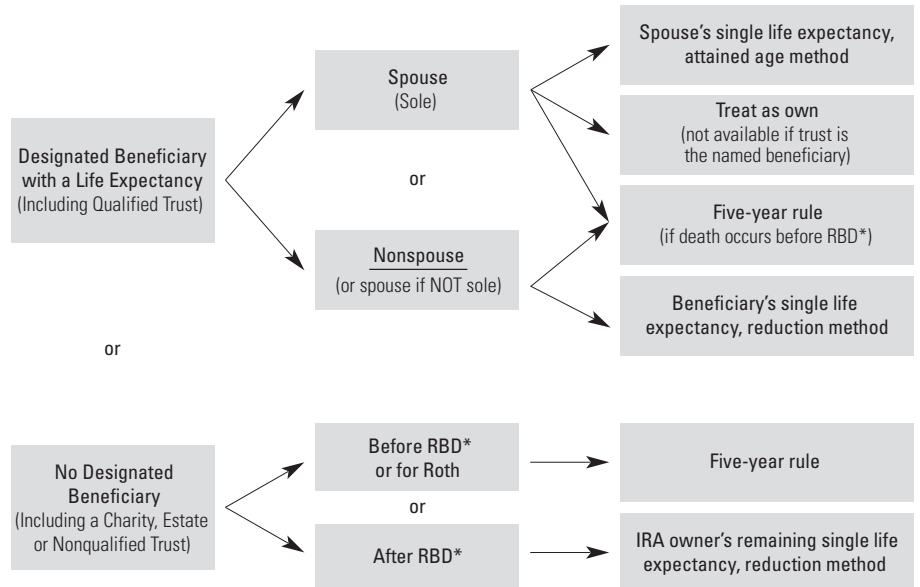 Designated Beneficiary
with a Life Expectancy
(Including Qualified Trust)
or
Spouse
(Sole)
or
Nonspouse
(or spouse if NOT sole)
Spouse's single life expectancy,
attained age method
Treat as own
(not available if trust is
the named beneficiary)
Five-year rule
(if death occurs before RBD*)
Beneficiary's single life
expectancy, reduction method
No Designated
Beneficiary
(Including a Charity, Estate
or Nonqualified Trust)
Before RBD*
or for Roth
or
After RBD*
Five-year rule
IRA owner's remaining single life
expectancy, reduction method